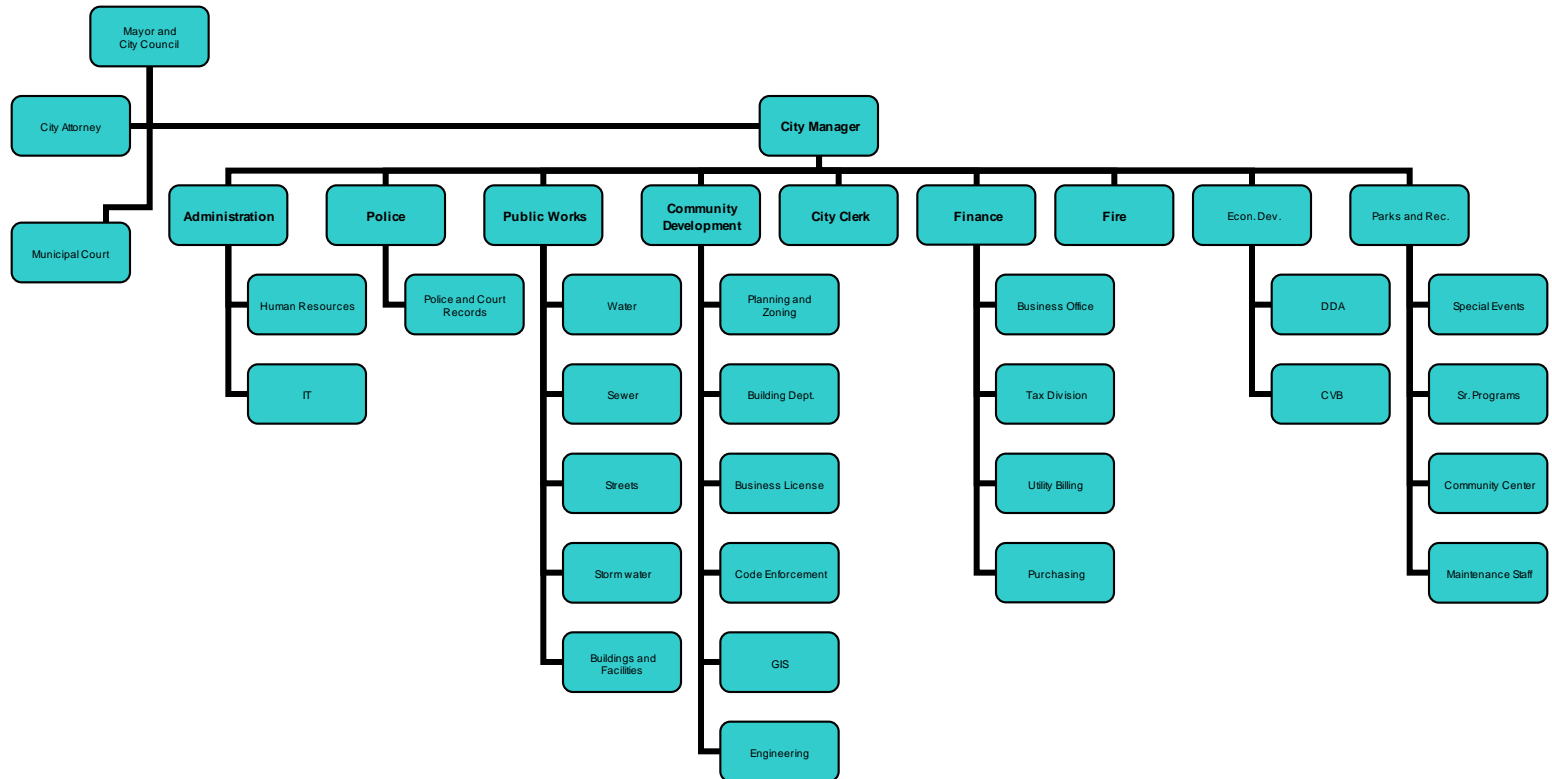 Mayor and
City Council
City Attorney
City Manager
Municipal Court
Administration
Police
Public Works
Community
Development
City Clerk
Finance
Fire
Econ. Dev.
Parks and Rec.
Human Resources
IT
Police and Court
Records
Water
Sewer
Streets
Storm water
Buildings and
Facilities
Planning and
Zoning
Building Dept.
Business License
Code Enforcement
GIS
Engineering
Business Office
Tax Division
Utility Billing
Purchasing
DDA
CVB
Special Events
Sr. Programs
Community Center
Maintenance Staff